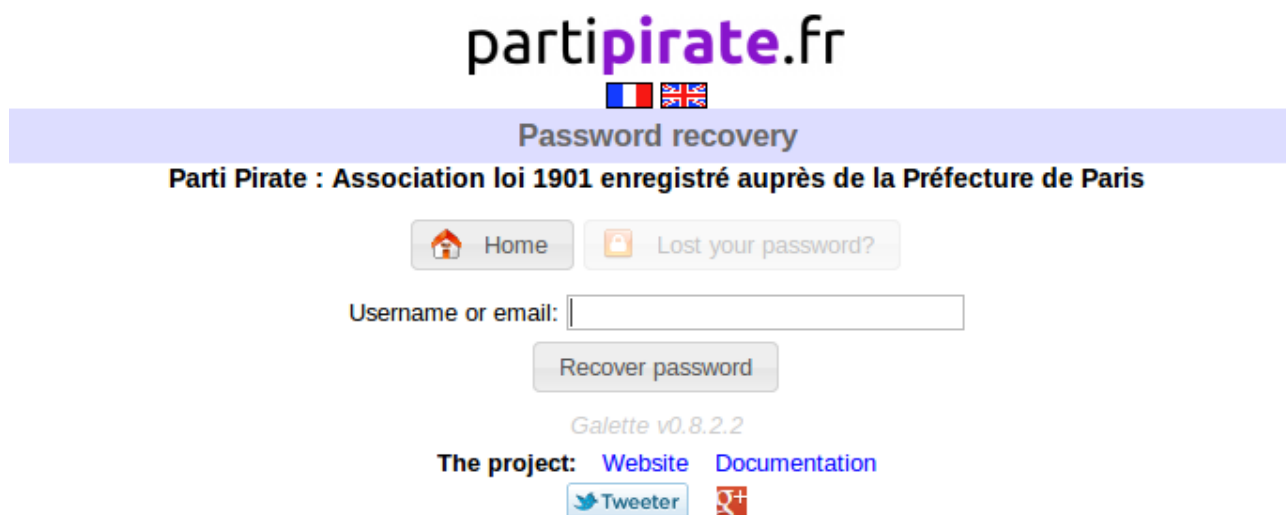 partipirate.fr
Password recovery
Parti Pirate : Association loi 1901 enregistré auprès de la Préfecture de Paris
Home Lost your password?
Username or email:
Recover password
Galette v0.8.2.2
The project: Website Documentation
Tweeter g+